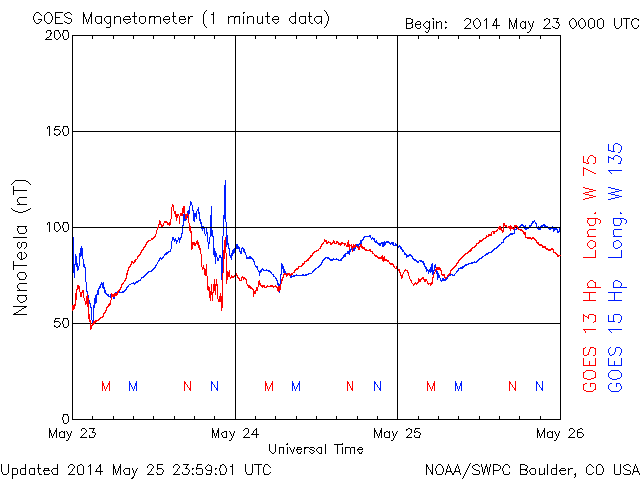 GOES Magnetometer (1 minute data)
Begin: 2014 May 23 0000 UTC
200
150
100
50
0
NanoTesla (nT)
M M N N M M N N M M N N
May 23 May 24 May 25 May 26
Universal Time
GOES 13 Hp Long. W 75
GOES 15 Hp Long. W 135
Updated 2014 May 25 23:59:01 UTC
NOAA/SWPC Boulder, CO USA